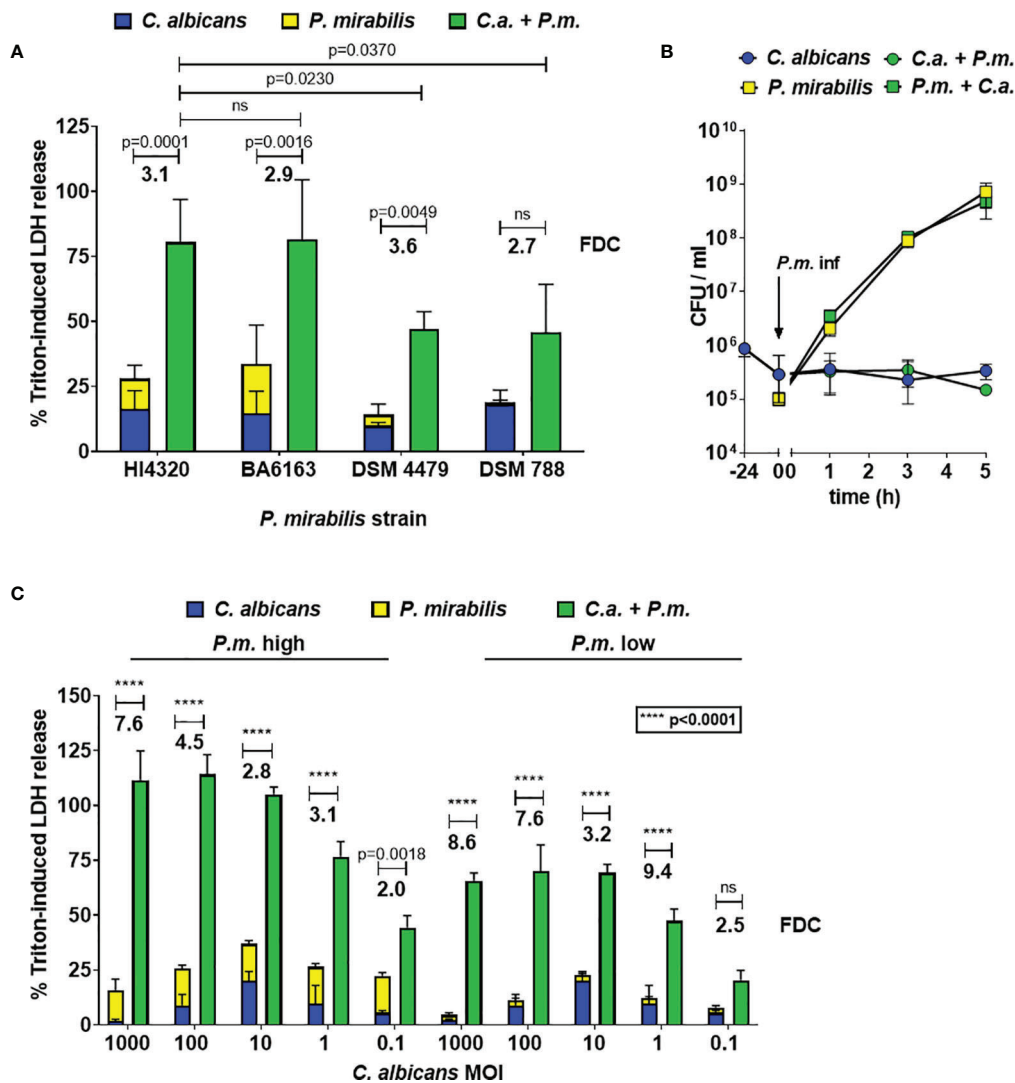 C. albicans P. mirabilis C.a. + P.m.
A
p=0.0370
p=0.0230
ns
p=0.0001 p=0.0016
3.1 2.9
p=0.0049 ns
3.6 2.7 FDC
% Triton-induced LDH release
125
100
75
50
25
0
HI4320 BA6163 DSM 4479 DSM 788
P. mirabilis strain
B
C. albicans C.a. + P.m.
P. mirabilis P.m. + C.a.
CFU / ml
10^10
10^9
10^8
10^7
10^6
10^5
10^4
P.m. inf
-24 00 1 2 3 4 5
time (h)
C
C. albicans P. mirabilis C.a. + P.m.
P.m. high P.m. low
**** p<0.0001
% Triton-induced LDH release
150
125
100
75
50
25
0
****
7.6
****
4.5
****
2.8
****
3.1
p=0.0018
2.0
****
8.6
****
7.6
****
3.2
****
9.4
ns
2.5
FDC
1000 100 10 1 0.1 1000 100 10 1 0.1
C. albicans MOI